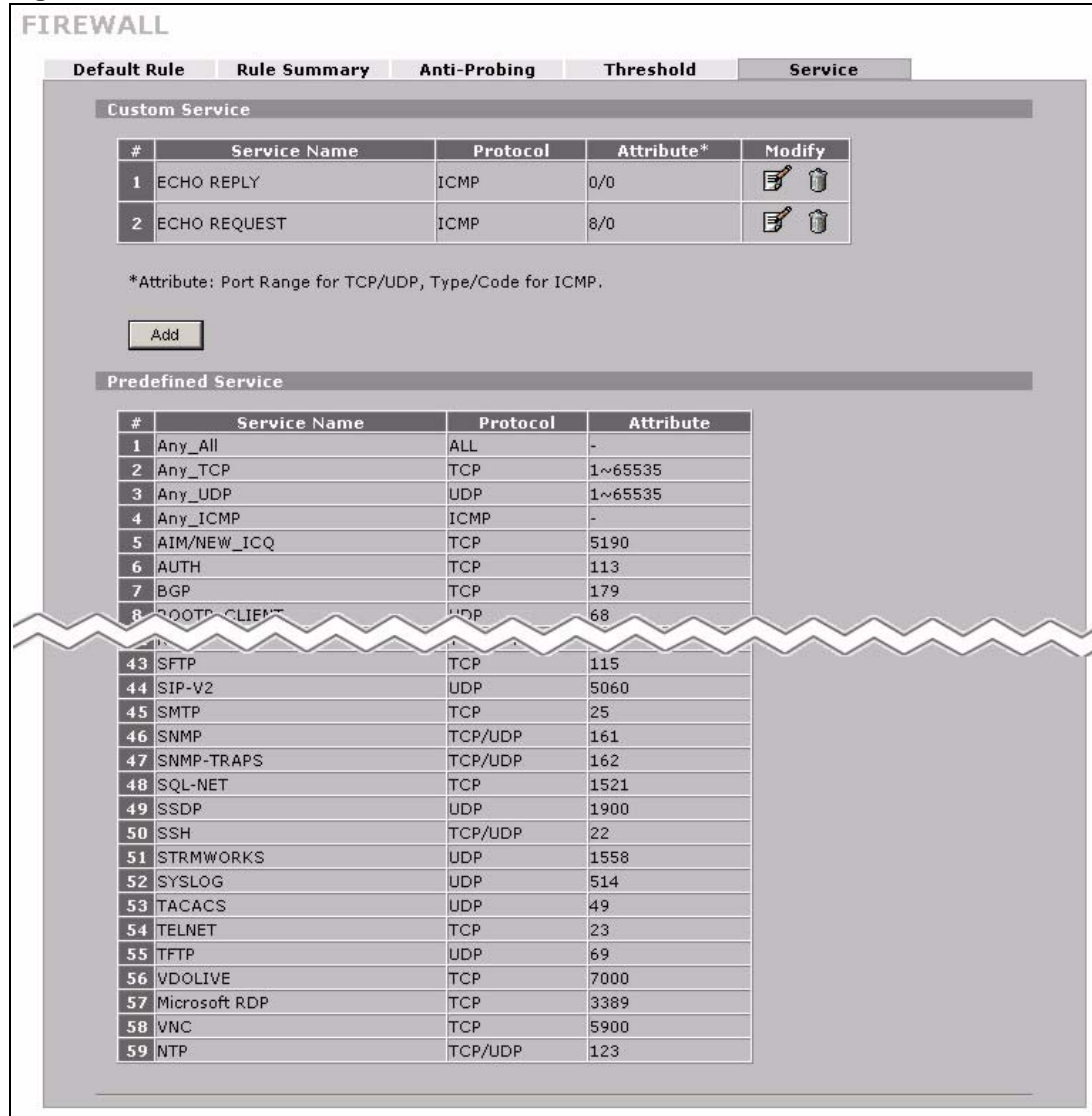 FIREWALL
Default Rule Rule Summary Anti-Probing Threshold Service
Custom Service
# Service Name Protocol Attribute* Modify
1 ECHO REPLY ICMP 0/0
2 ECHO REQUEST ICMP 8/0
*Attribute: Port Range for TCP/UDP, Type/Code for ICMP.
Add
Predefined Service
# Service Name Protocol Attribute
1 Any_All ALL -
2 Any_TCP TCP 1~65535
3 Any_UDP UDP 1~65535
4 Any_ICMP ICMP -
5 AIM/NEW_ICQ TCP 5190
6 AUTH TCP 113
7 BGP TCP 179
8 BOOTP_CLIENT UDP 68
43 SFTP TCP 115
44 SIP-V2 UDP 5060
45 SMTP TCP 25
46 SNMP TCP/UDP 161
47 SNMP-TRAPS TCP/UDP 162
48 SQL-NET TCP 1521
49 SSDP UDP 1900
50 SSH TCP/UDP 22
51 STRMWORKS UDP 1558
52 SYSLOG UDP 514
53 TACACS UDP 49
54 TELNET TCP 23
55 TFTP UDP 69
56 VDOLIVE TCP 7000
57 Microsoft RDP TCP 3389
58 VNC TCP 5900
59 NTP TCP/UDP 123